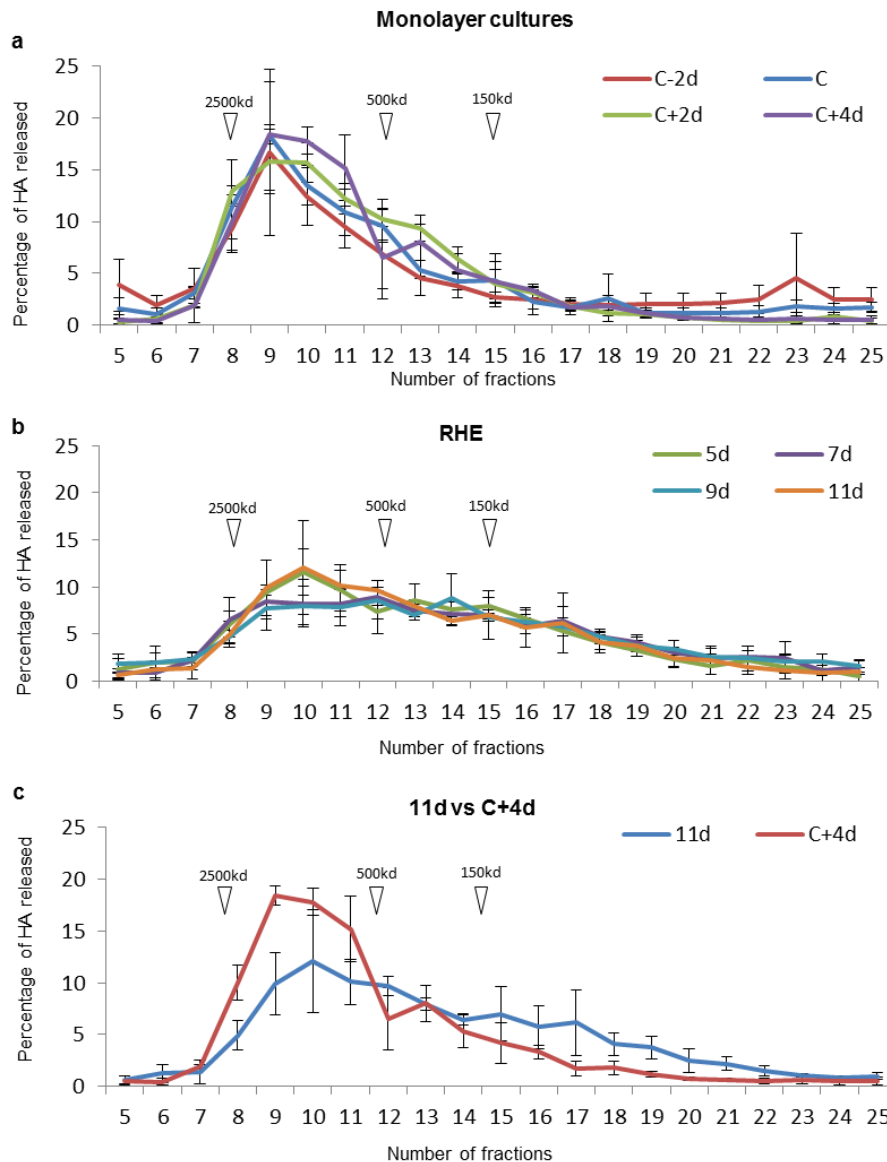 Monolayer cultures
a
Percentage of HA released
25
20
15
10
5
0
C-2d C
C+2d C+4d
2500kd 500kd 150kd
5 6 7 8 9 10 11 12 13 14 15 16 17 18 19 20 21 22 23 24 25
Number of fractions
b
RHE
Percentage of HA released
25
20
15
10
5
0
5d 7d
9d 11d
2500kd 500kd 150kd
5 6 7 8 9 10 11 12 13 14 15 16 17 18 19 20 21 22 23 24 25
Number of fractions
c
11d vs C+4d
Percentage of HA released
25
20
15
10
5
0
11d C+4d
2500kd 500kd 150kd
5 6 7 8 9 10 11 12 13 14 15 16 17 18 19 20 21 22 23 24 25
Number of fractions